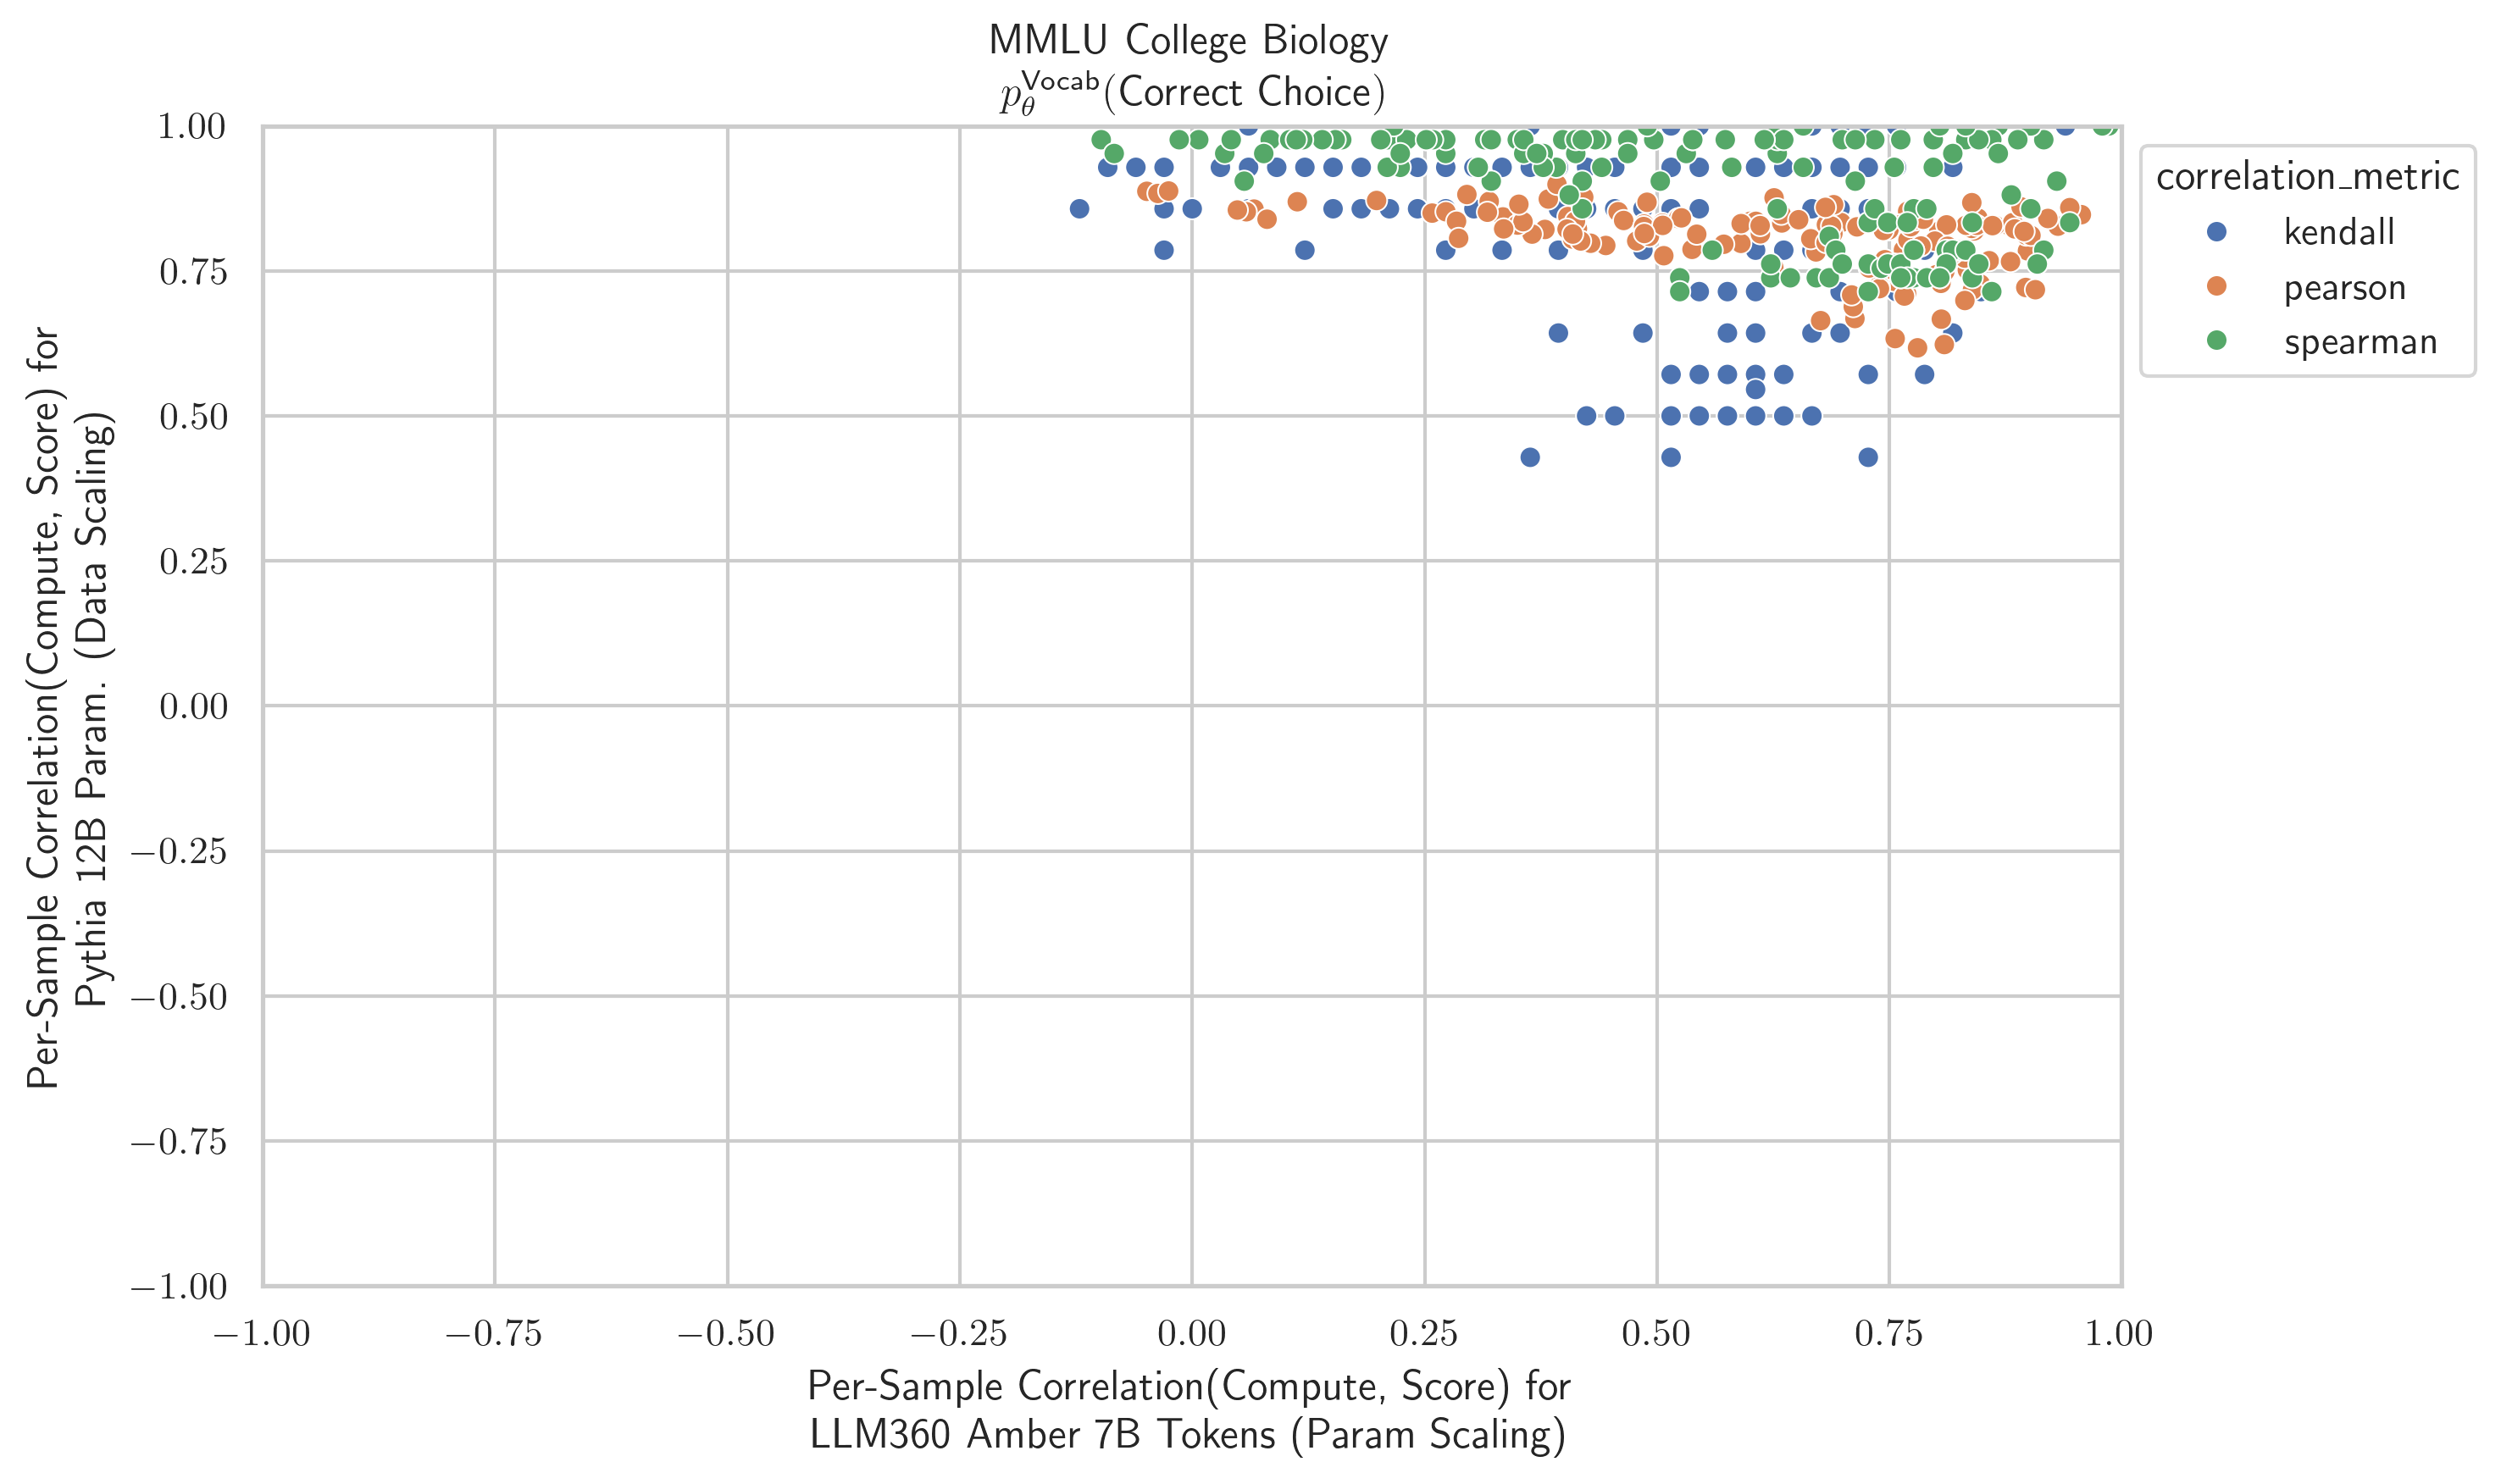 MMLU College Biology
p_θ^Vocab(Correct Choice)
Per-Sample Correlation(Compute, Score) for
Pythia 12B Param. (Data Scaling)
1.00
0.75
0.50
0.25
0.00
−0.25
−0.50
−0.75
−1.00
−1.00
−0.75
−0.50
−0.25
0.00
0.25
0.50
0.75
1.00
Per-Sample Correlation(Compute, Score) for
LLM360 Amber 7B Tokens (Param Scaling)
correlation_metric
kendall
pearson
spearman